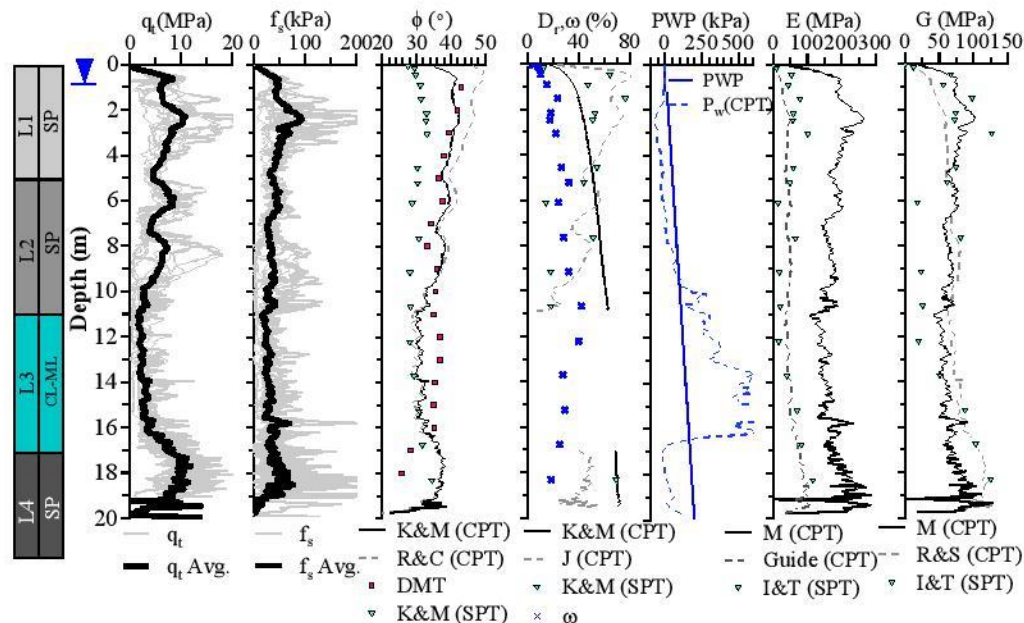 qt(MPa) fs(kPa) ϕ (°) Dr,ω (%) PWP (kPa) E (MPa) G (MPa)
0 10 20 0 100 200 20 30 40 50 0 40 80 0 250 500 0 100 200 300 0 50 100 150
0
2
4
6
8
10
12
14
16
18
20
Depth (m)
L1 SP
L2 SP
L3 CL-ML
L4 SP
PWP
Pw(CPT)
qt
qt Avg.
fs
fs Avg.
K&M (CPT)
R&C (CPT)
DMT
K&M (SPT)
K&M (CPT)
J (CPT)
K&M (SPT)
ω
M (CPT)
Guide (CPT)
I&T (SPT)
M (CPT)
R&S (CPT)
I&T (SPT)